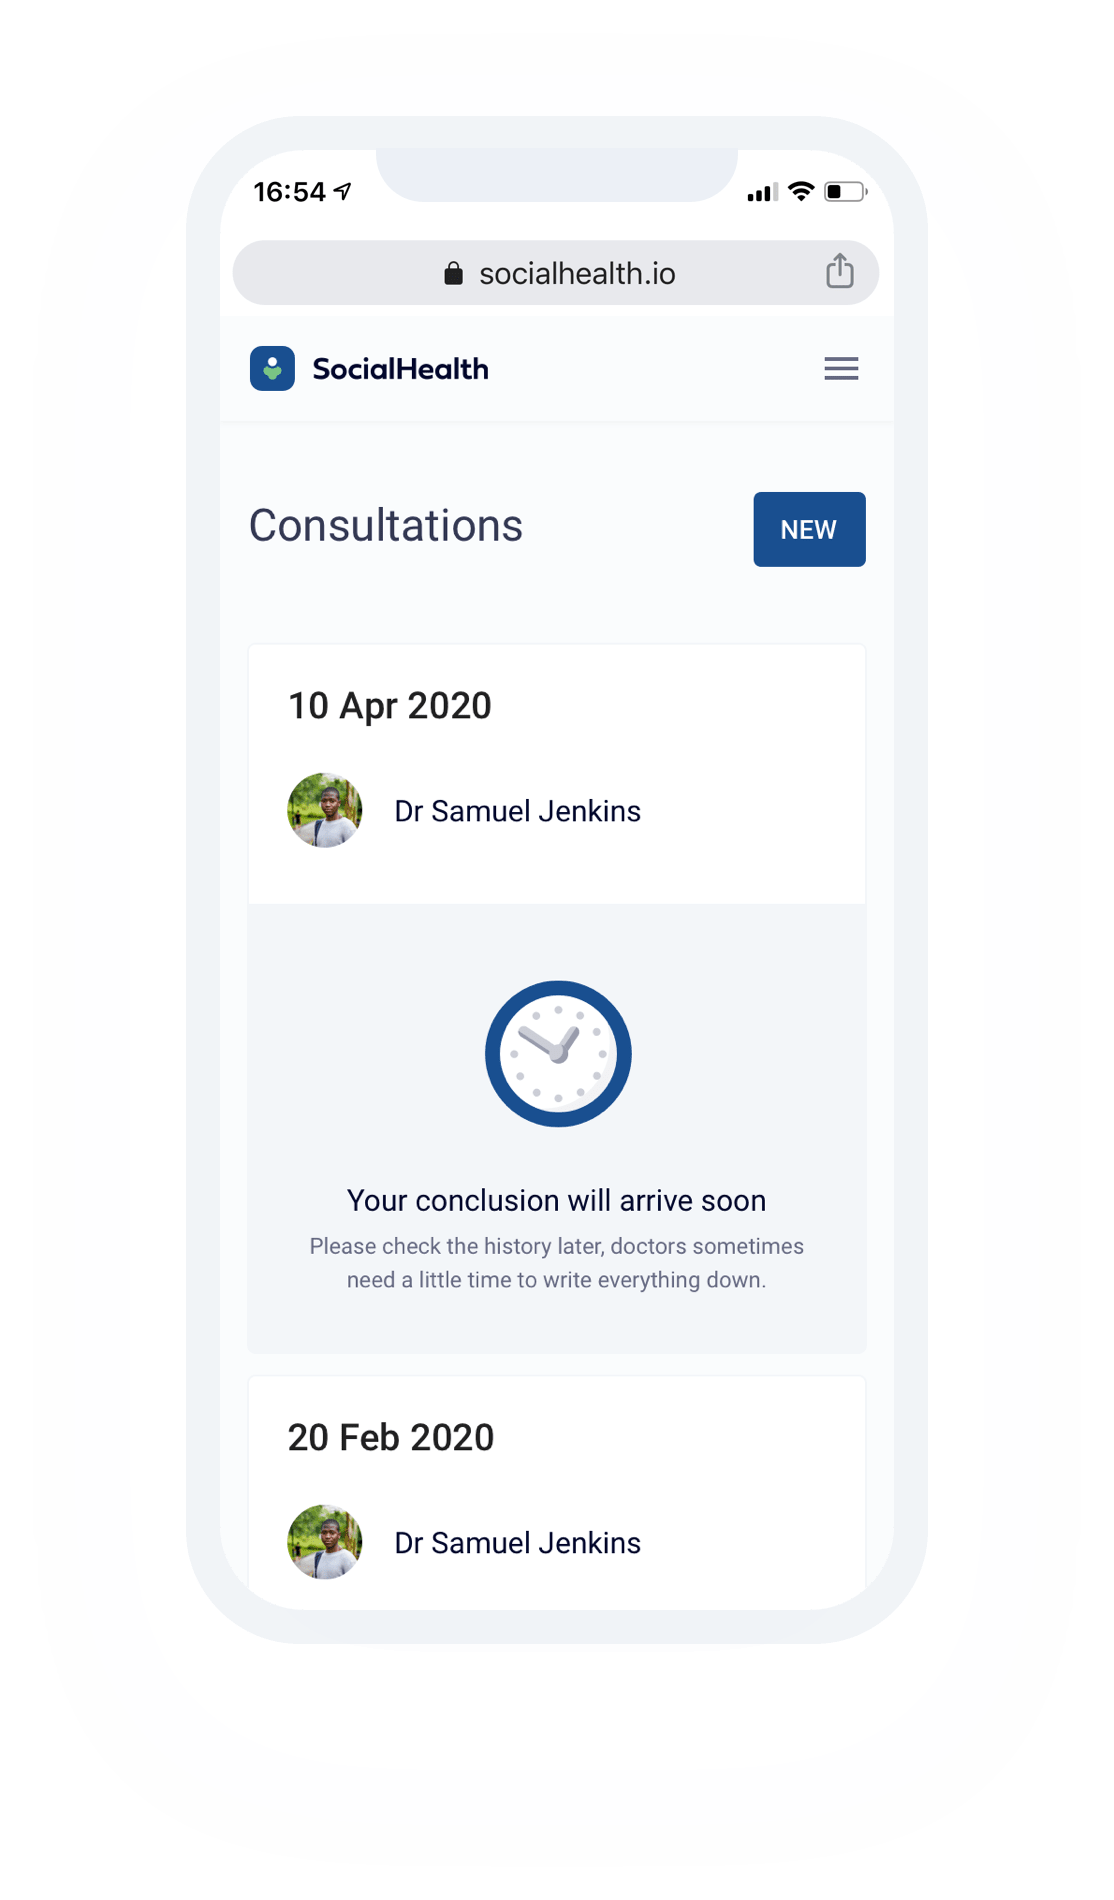 16:54
socialhealth.io
SocialHealth
Consultations
NEW
10 Apr 2020
Dr Samuel Jenkins
Your conclusion will arrive soon
Please check the history later, doctors sometimes
need a little time to write everything down.
20 Feb 2020
Dr Samuel Jenkins